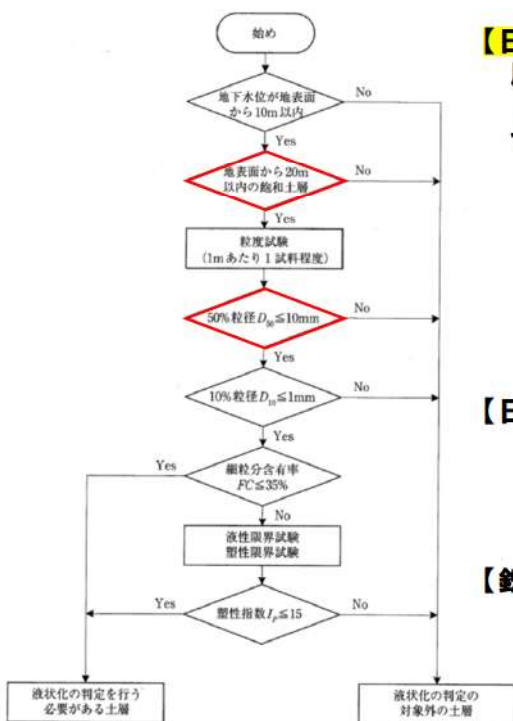 始め
地下水位が地表面
から10m以内
No
Yes
地表面から20m
以内の飽和土層
No
Yes
粒度試験
(1mあたり1試料程度)
50%粒径D50≦10mm
No
Yes
10%粒径D10≦1mm
No
Yes
細粒分含有率
FC≦35%
Yes
No
液性限界試験
塑性限界試験
塑性指数Ip≦15
Yes
No
液状化の判定を行う
必要がある土層
液状化の判定の
対象外の土層
【日
【日
【鉄